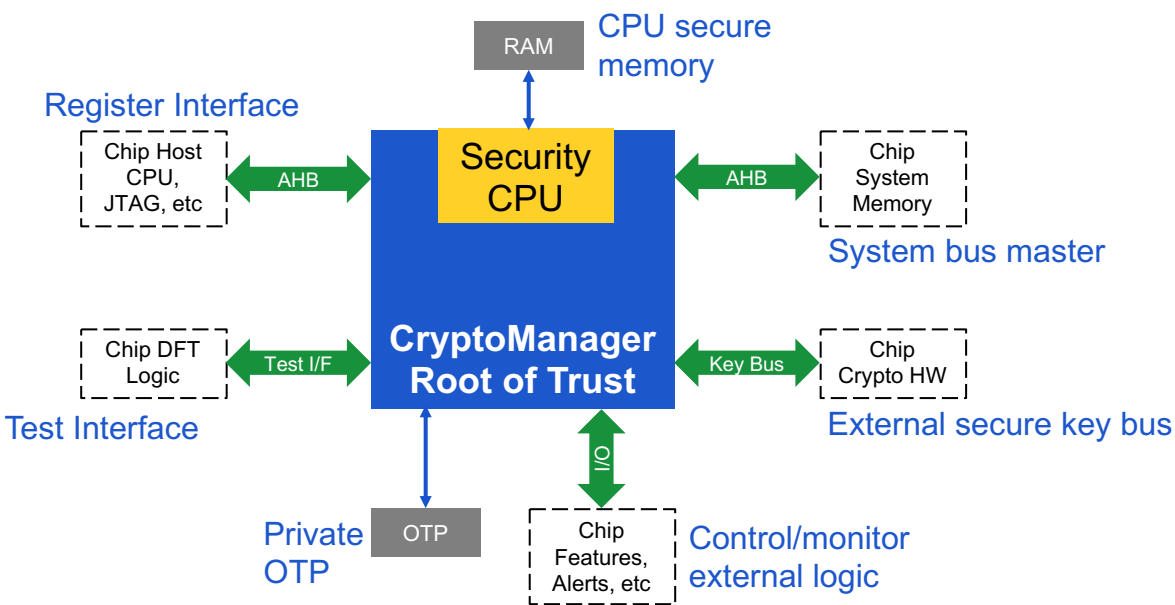 RAM
CPU secure
memory
Register Interface
Chip Host
CPU,
JTAG, etc
AHB
Security
CPU
AHB
Chip
System
Memory
System bus master
Chip DFT
Logic
Test I/F
CryptoManager
Root of Trust
Key Bus
Chip
Crypto HW
Test Interface
External secure key bus
I/O
Private
OTP
OTP
Chip
Features,
Alerts, etc
Control/monitor
external logic